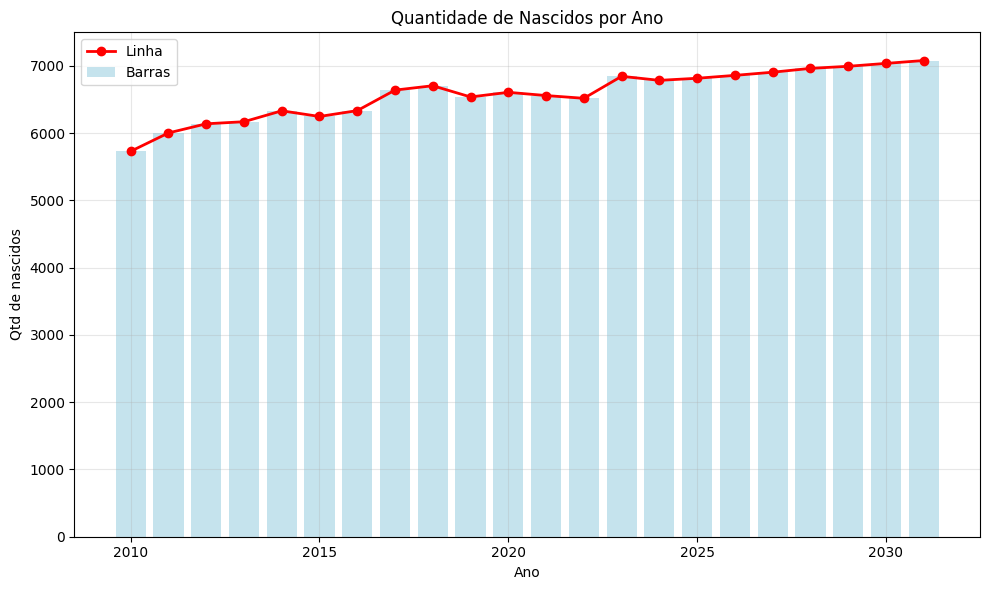 Quantidade de Nascidos por Ano
Linha
Barras
7000
6000
5000
4000
3000
2000
1000
0
Qtd de nascidos
2010 2015 2020 2025 2030
Ano